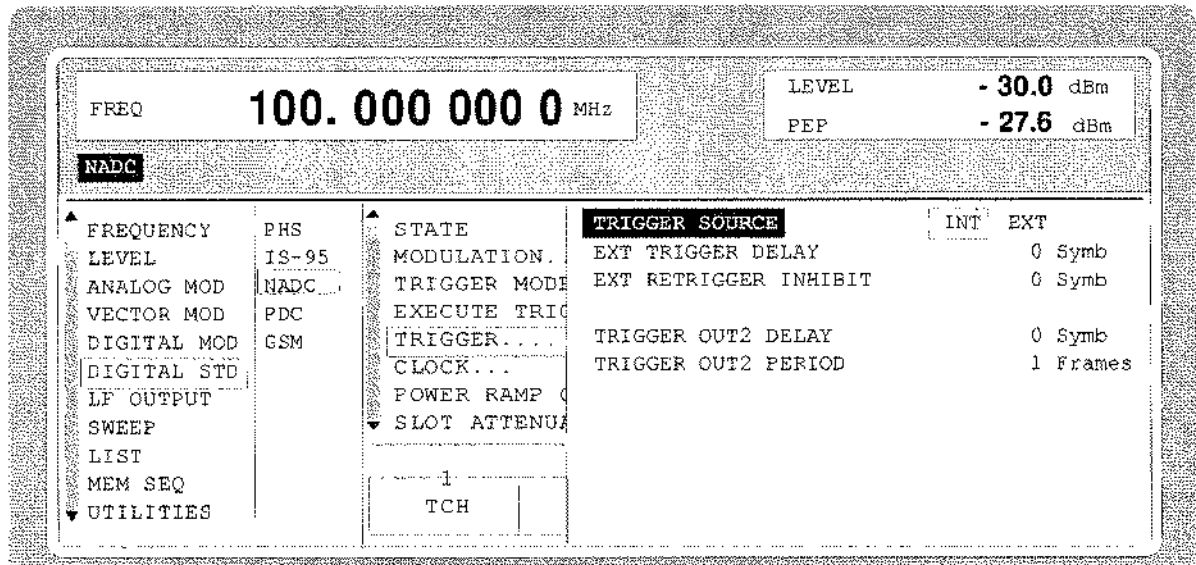 FREQ 100. 000 000 0 MHz
LEVEL - 30.0 dBm
PEP - 27.6 dBm
NADC
FREQUENCY
LEVEL
ANALOG MOD
VECTOR MOD
DIGITAL MOD
DIGITAL STD
LF OUTPUT
SWEEP
LIST
MEM SEQ
UTILITIES
PHS
IS-95
NADC
PDC
GSM
STATE
MODULATION..
TRIGGER MODE
EXECUTE TRIG
TRIGGER....
CLOCK...
POWER RAMP C
SLOT ATTENUA
1
TCH
TRIGGER SOURCE INT EXT
EXT TRIGGER DELAY 0 Symb
EXT RETRIGGER INHIBIT 0 Symb
TRIGGER OUT2 DELAY 0 Symb
TRIGGER OUT2 PERIOD 1 Frames